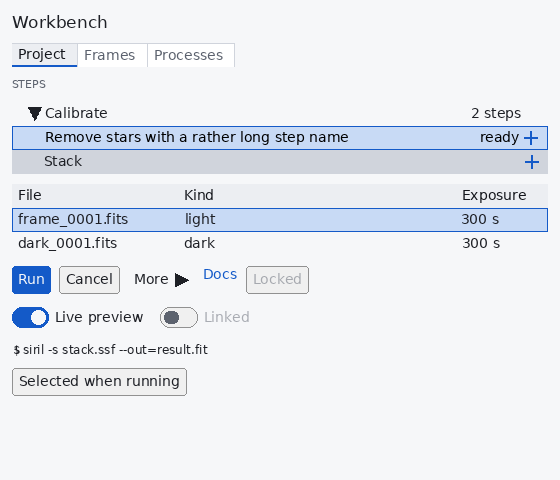 Workbench
Project Frames Processes
STEPS
Calibrate 2 steps
Remove stars with a rather long step name ready
Stack
File Kind Exposure
frame_0001.fits light 300 s
dark_0001.fits dark 300 s
Run Cancel More Docs Locked
Live preview Linked
$ siril -s stack.ssf --out=result.fit
Selected when running